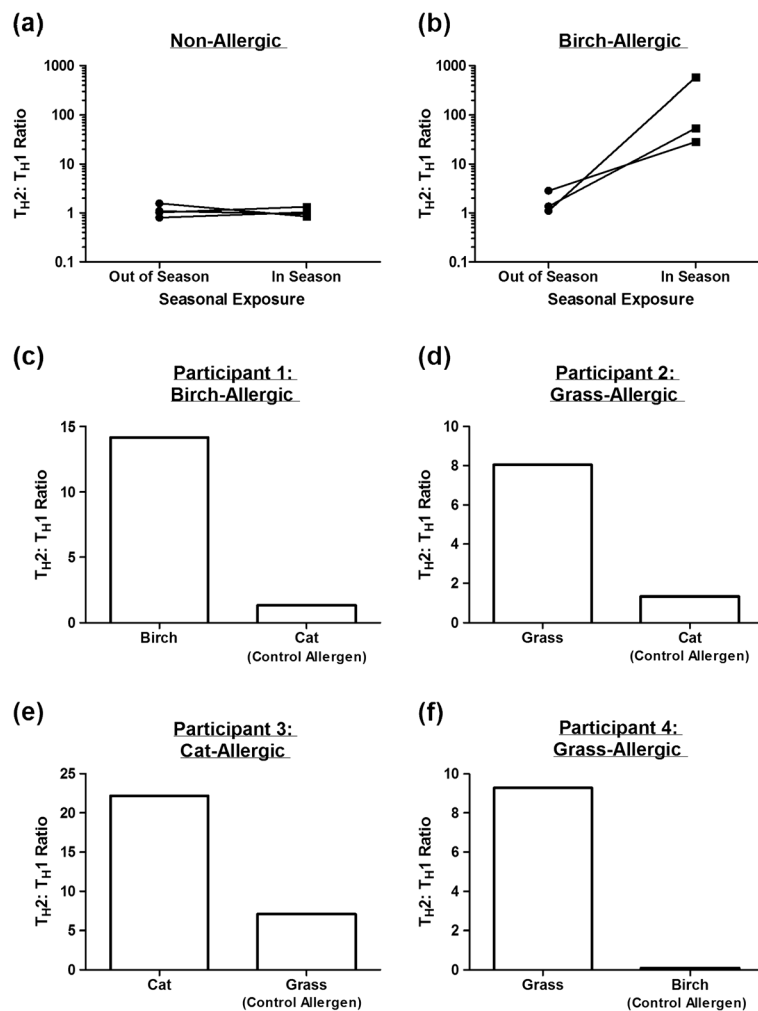 (a)
Non-Allergic
1000
100
10
1
0.1
TH2: TH1 Ratio
Out of Season
In Season
Seasonal Exposure
(b)
Birch-Allergic
1000
100
10
1
0.1
TH2: TH1 Ratio
Out of Season
In Season
Seasonal Exposure
(c)
Participant 1:
Birch-Allergic
15
10
5
0
TH2: TH1 Ratio
Birch
Cat
(Control Allergen)
(d)
Participant 2:
Grass-Allergic
10
8
6
4
2
0
TH2: TH1 Ratio
Grass
Cat
(Control Allergen)
(e)
Participant 3:
Cat-Allergic
25
20
15
10
5
0
TH2: TH1 Ratio
Cat
Grass
(Control Allergen)
(f)
Participant 4:
Grass-Allergic
10
8
6
4
2
0
TH2: TH1 Ratio
Grass
Birch
(Control Allergen)